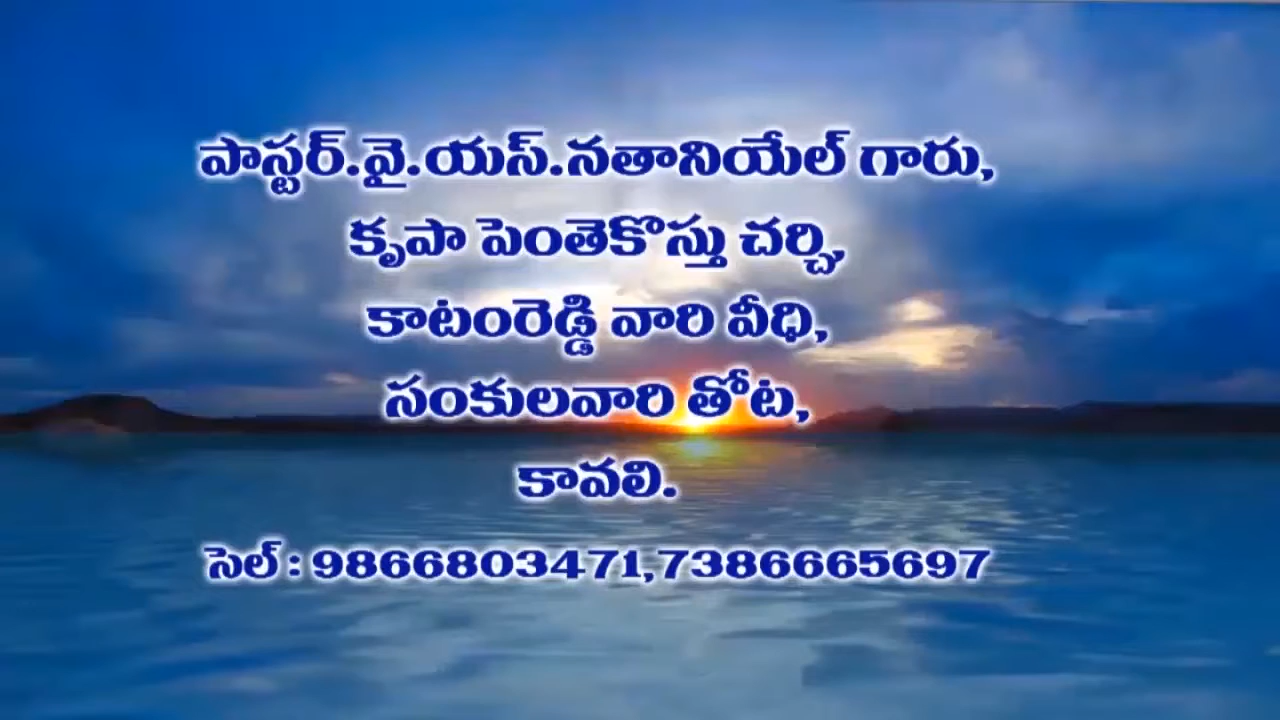 పాస్టర్.వై.యస్.నతానియేల్ గారు,
కృపా పెంతెకొస్తు చర్చి,
కాటంరెడ్డి వారి వీధి,
సంకులవారి తోట,
కావలి.
సెల్ : 9866803471,7386665697